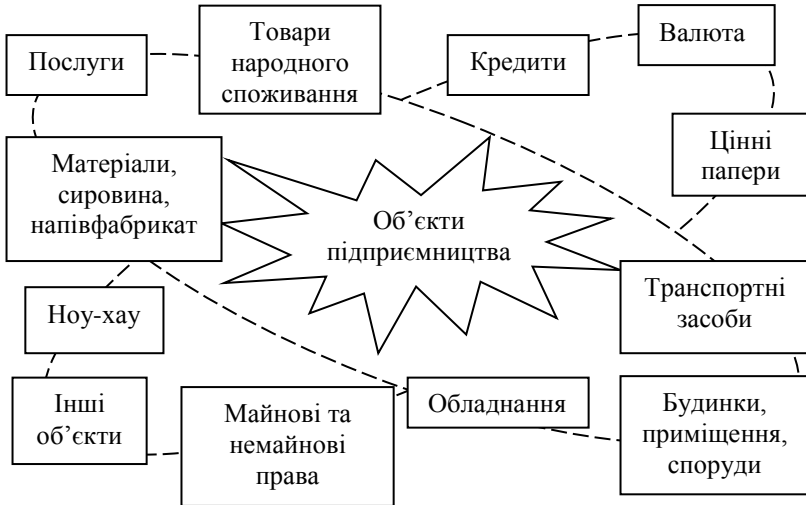 Послуги
Товари
народного
споживання
Кредити
Валюта
Матеріали,
сировина,
напівфабрикат
Цінні
папери
Об’єкти
підприємництва
Ноу-хау
Транспортні
засоби
Інші
об’єкти
Майнові та
немайнові
права
Обладнання
Будинки,
приміщення,
споруди